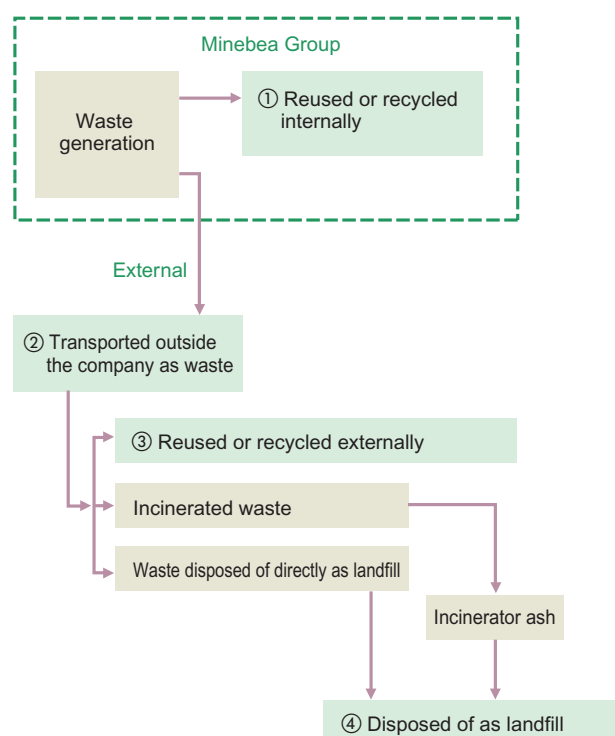 Minebea Group
Waste
generation
① Reused or recycled
internally
External
② Transported outside
the company as waste
③ Reused or recycled externally
Incinerated waste
Waste disposed of directly as landfill
Incinerator ash
④ Disposed of as landfill